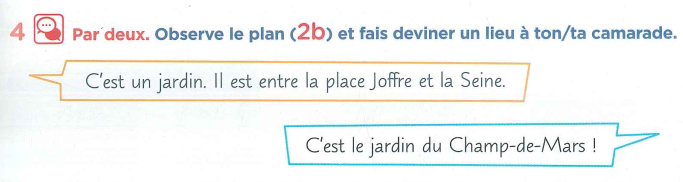 4 Par deux. Observe le plan (2b) et fais deviner un lieu à ton/ta camarade.
C'est un jardin. Il est entre la place Joffre et la Seine.
C'est le jardin du Champ-de-Mars !